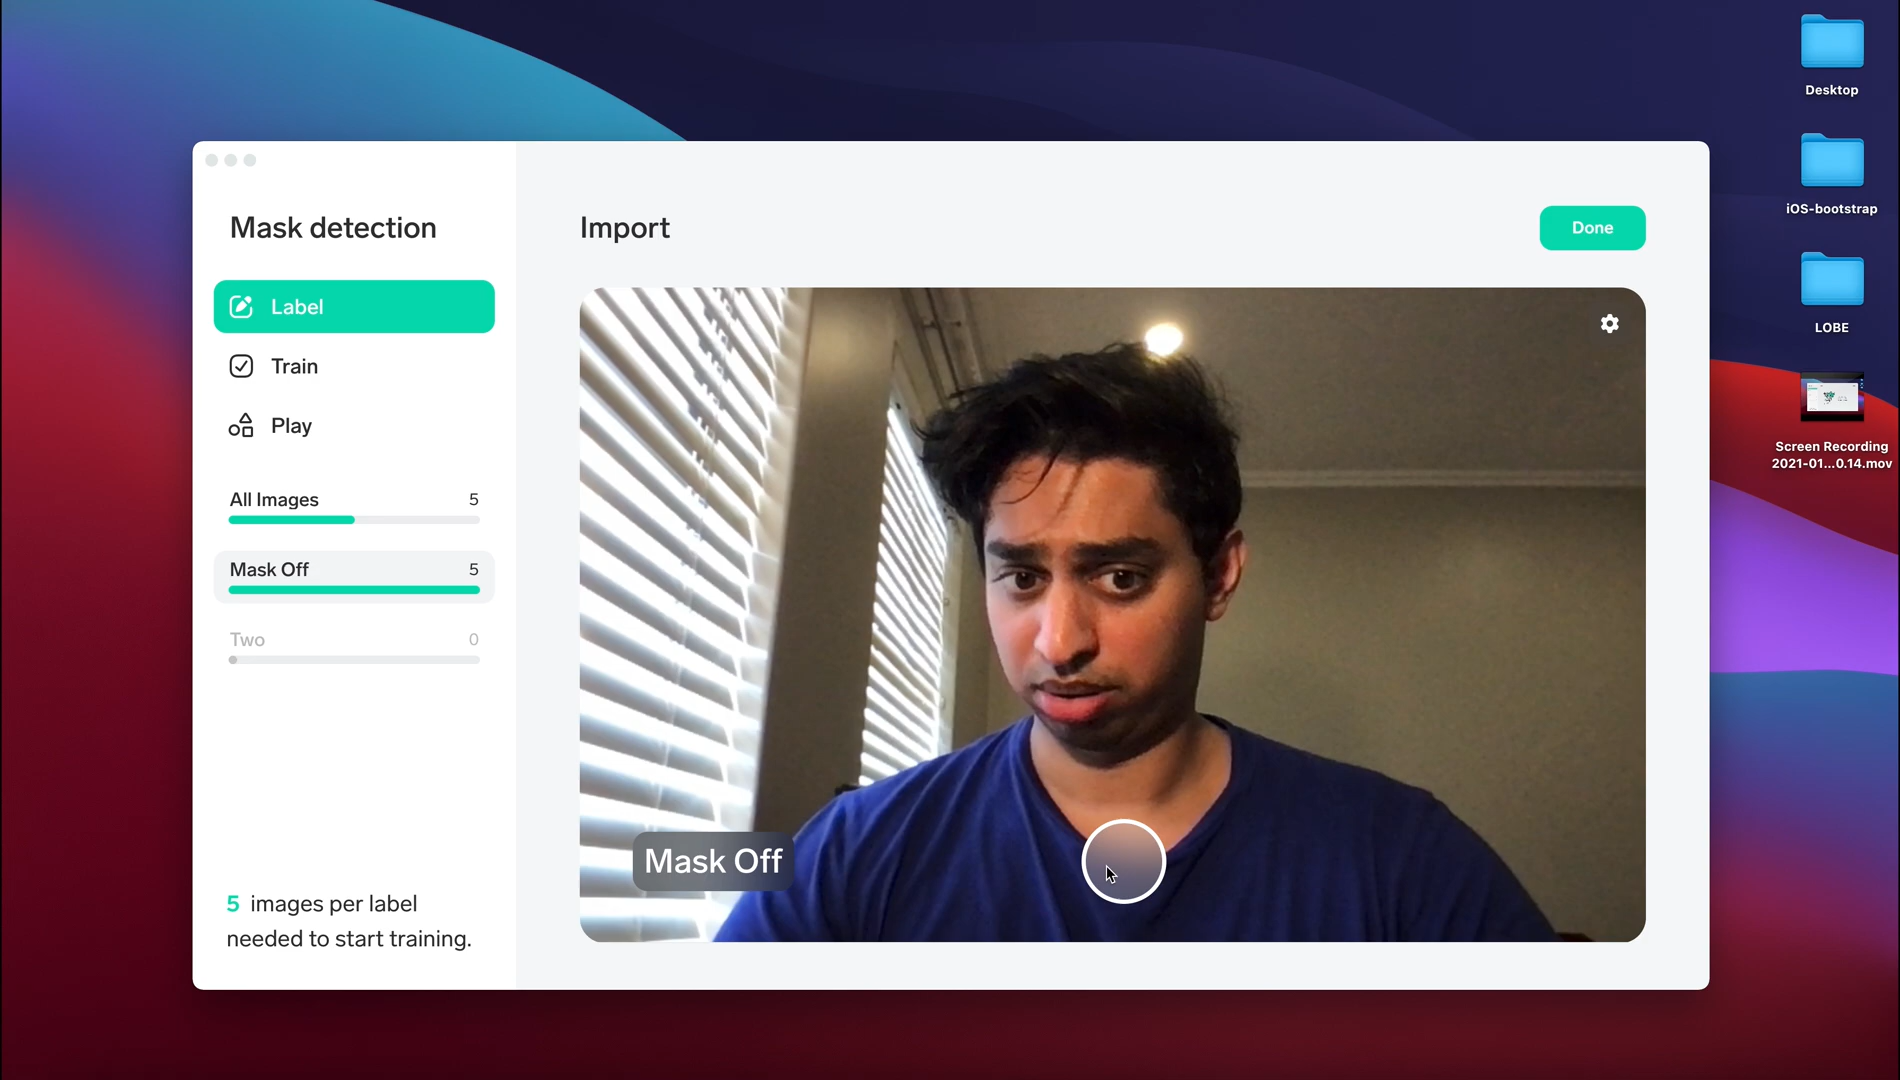 Mask detection
Label
Train
Play
All Images 5
Mask Off 5
Two 0
5 images per label
needed to start training.
Import
Done
Mask Off
Desktop
iOS-bootstrap
LOBE
Screen Recording
2021-01...0.14.mov